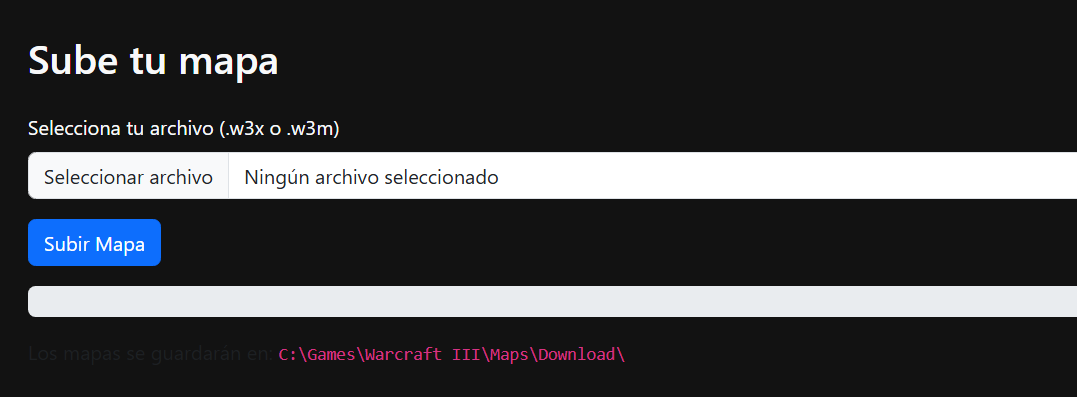 Sube tu mapa
Selecciona tu archivo (.w3x o .w3m)
Seleccionar archivo Ningún archivo seleccionado
Subir Mapa
Los mapas se guardarán en: C:\Games\Warcraft III\Maps\Download\